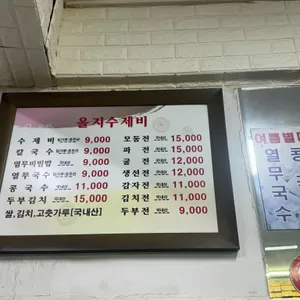 을지수제비
수제비 9,000
칼국수 9,000
열무비빔밥 9,000
열무국수 9,000
콩국수 11,000
두부김치 15,000
쌀,김치,고춧가루[국내산]
모둠전 15,000
파전 15,000
굴전 12,000
생선전 12,000
감자전 11,000
김치전 11,000
두부전 9,000
여름별
열무국수
콩